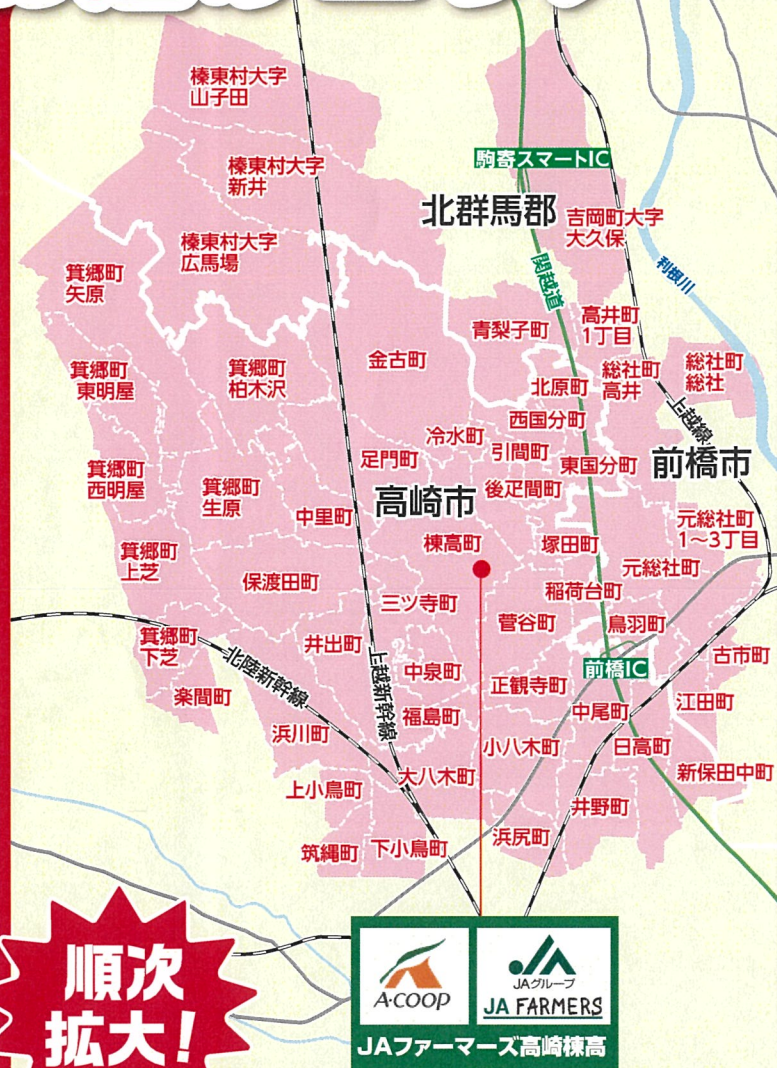 榛東村大字
山子田
駒寄スマートIC
榛東村大字
新井
北群馬郡
吉岡町大字
大久保
榛東村大字
広馬場
箕郷町
矢原
関越道
利根川
高井町
1丁目
青梨子町
金古町
総社町
総社
箕郷町
東明屋
箕郷町
柏木沢
総社町
高井
北原町
上越線
西国分町
冷水町
引間町
足門町
東国分町
前橋市
箕郷町
西明屋
箕郷町
生原
後疋間町
高崎市
中里町
元総社町
1〜3丁目
棟高町
塚田町
箕郷町
上芝
元総社町
保渡田町
稲荷台町
三ツ寺町
菅谷町
鳥羽町
箕郷町
下芝
井出町
北陸新幹線
上越新幹線
古市町
前橋IC
中泉町
正観寺町
楽間町
江田町
福島町
中尾町
浜川町
小八木町
日高町
大八木町
新保田中町
上小鳥町
井野町
浜尻町
筑縄町
下小鳥町
順次
拡大!
A·COOP
JAグループ
JA FARMERS
JAファーマーズ高崎棟高